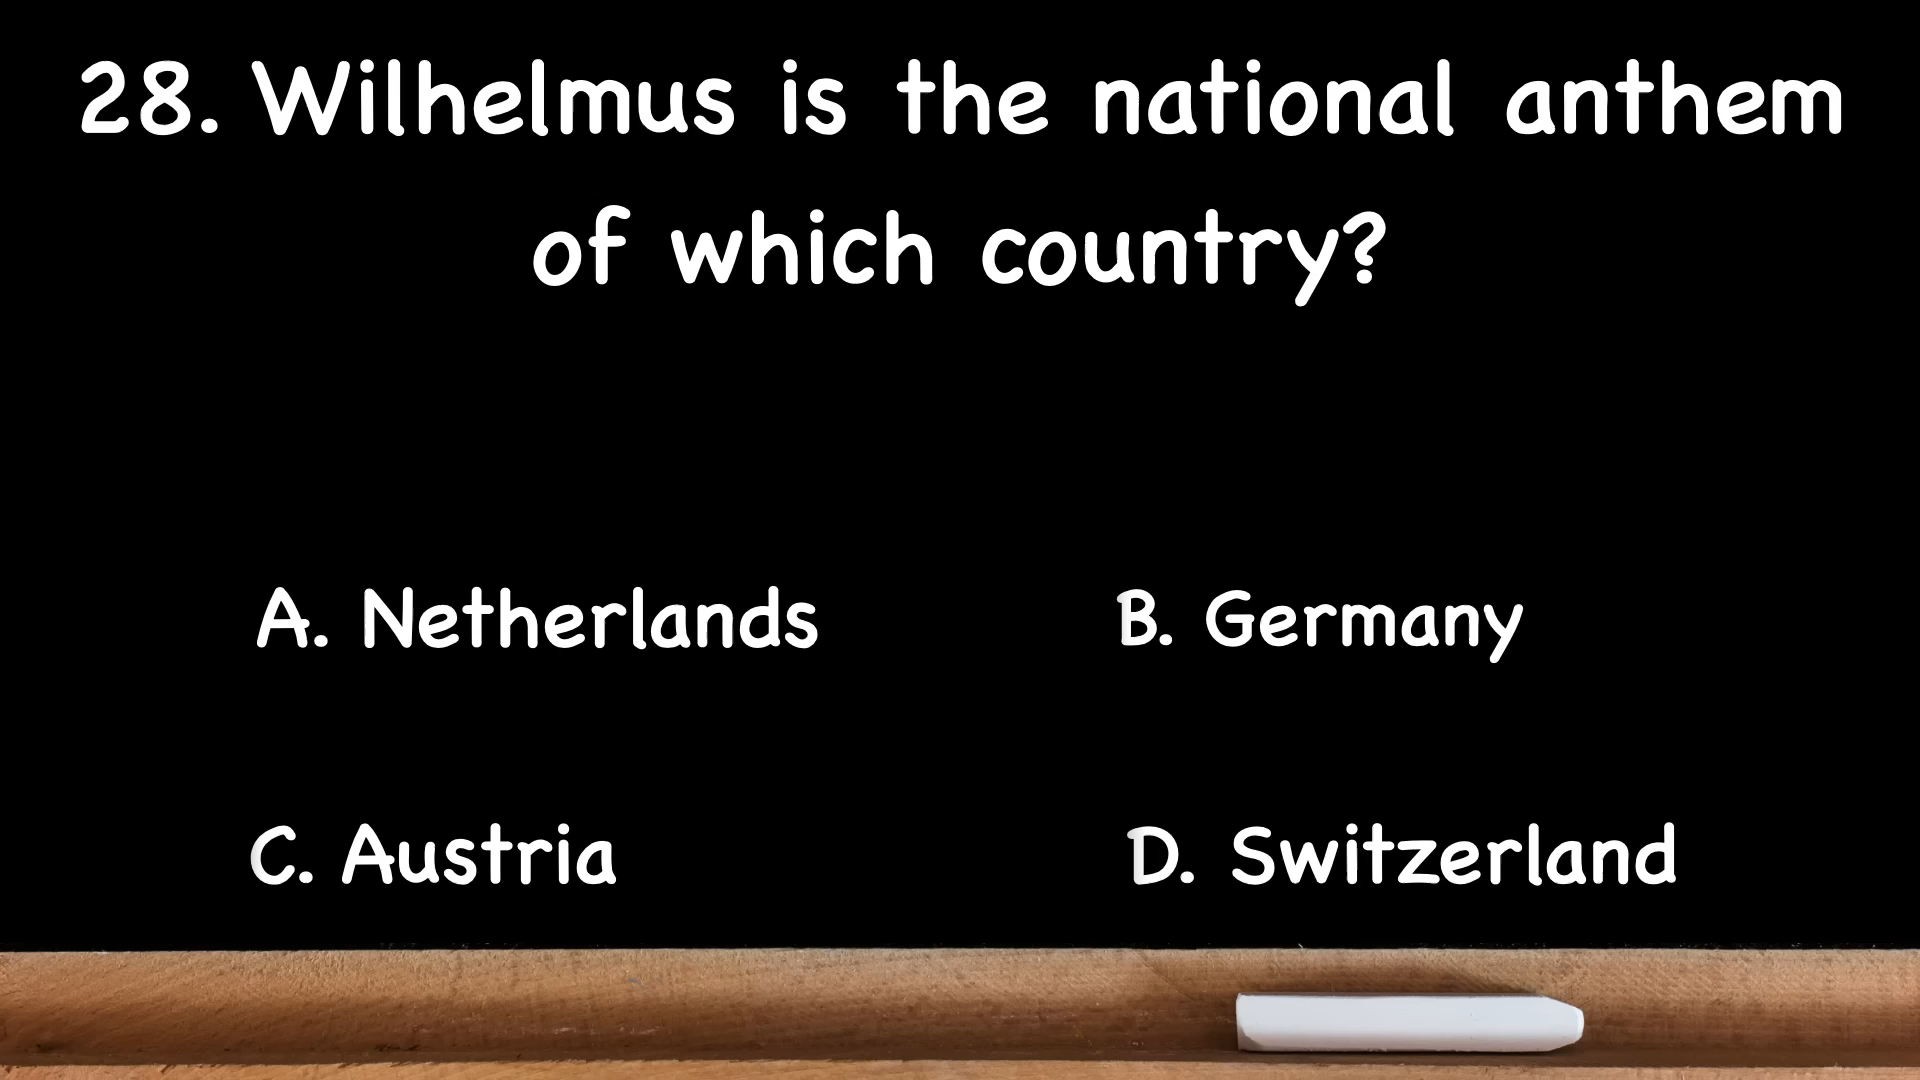 28. Wilhelmus is the national anthem
of which country?
A. Netherlands
B. Germany
C. Austria
D. Switzerland